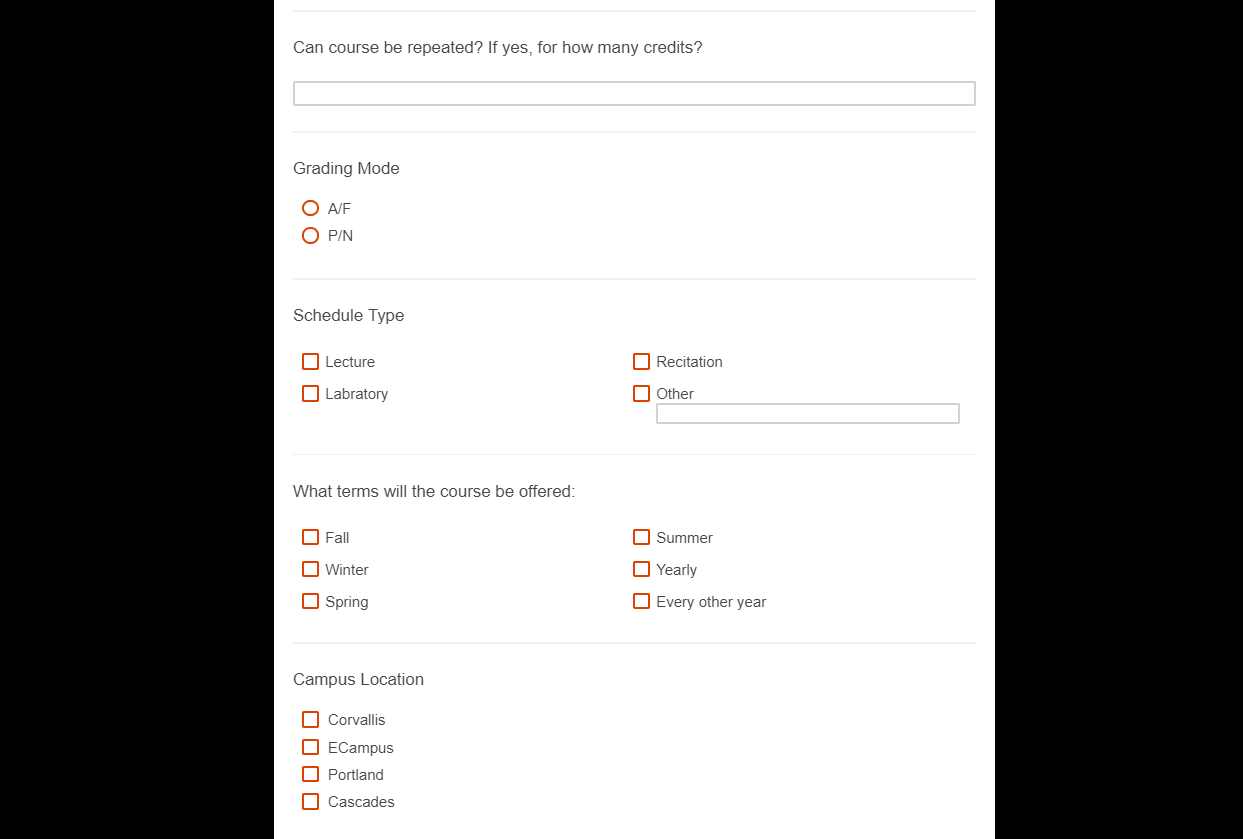 Can course be repeated? If yes, for how many credits?
Grading Mode
A/F
P/N
Schedule Type
Lecture
Recitation
Labratory
Other
What terms will the course be offered:
Fall
Summer
Winter
Yearly
Spring
Every other year
Campus Location
Corvallis
ECampus
Portland
Cascades